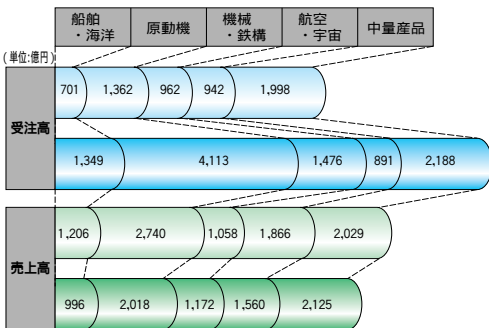 船舶
・海洋
原動機
機械
・鉄構
航空
・宇宙
中量産品
(単位:億円)
受注高
701 1,362 962 942 1,998
1,349 4,113 1,476 891 2,188
売上高
1,206 2,740 1,058 1,866 2,029
996 2,018 1,172 1,560 2,125